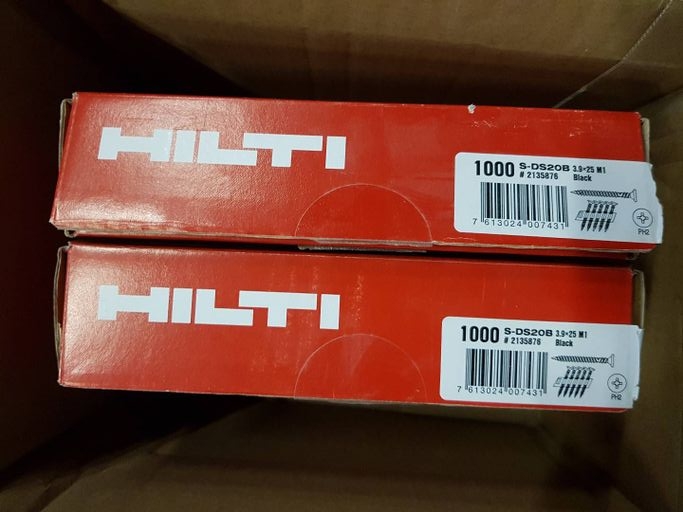 HILTI
1000 S-DS20B 3.9×25 M1
# 2135876 Black
7 613024 007431
PH2
HILTI
1000 S-DS20B 3.9×25 M1
# 2135876 Black
7 613024 007431
PH2